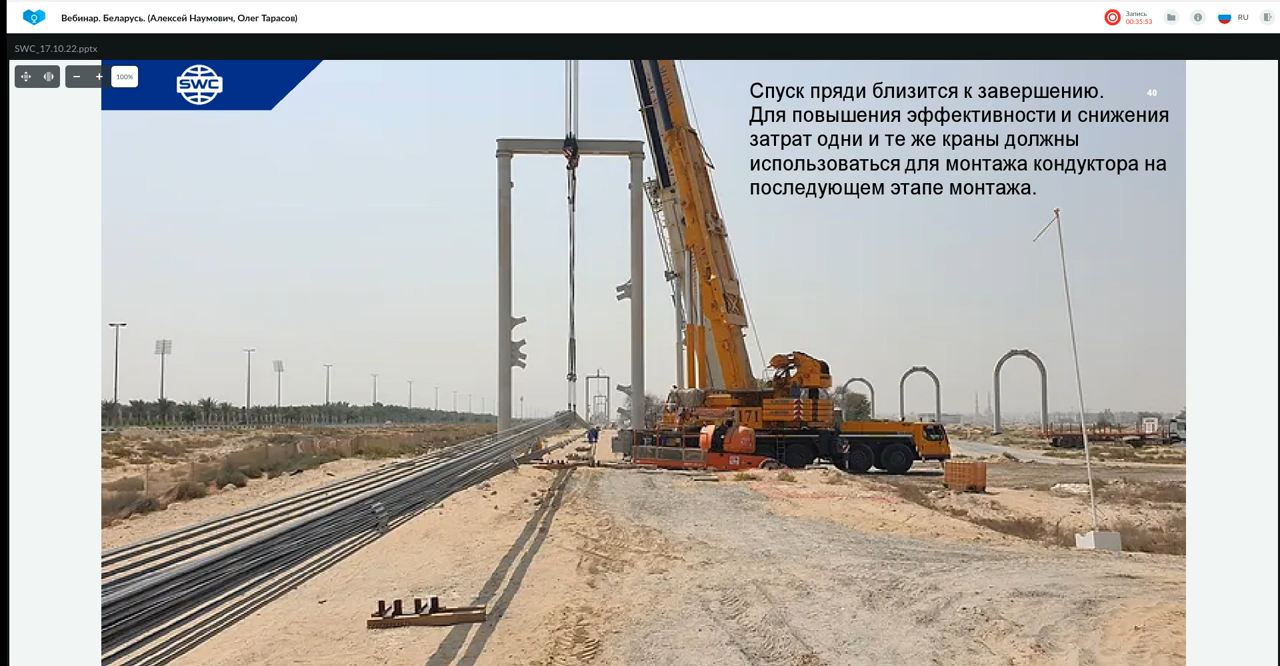 Вебинар. Беларусь. (Алексей Наумович, Олег Тарасов)
Запись
00:35:53
RU
SWC_17.10.22.pptx
100%
SWC
40
Спуск пряди близится к завершению.
Для повышения эффективности и снижения
затрат одни и те же краны должны
использоваться для монтажа кондуктора на
последующем этапе монтажа.
171